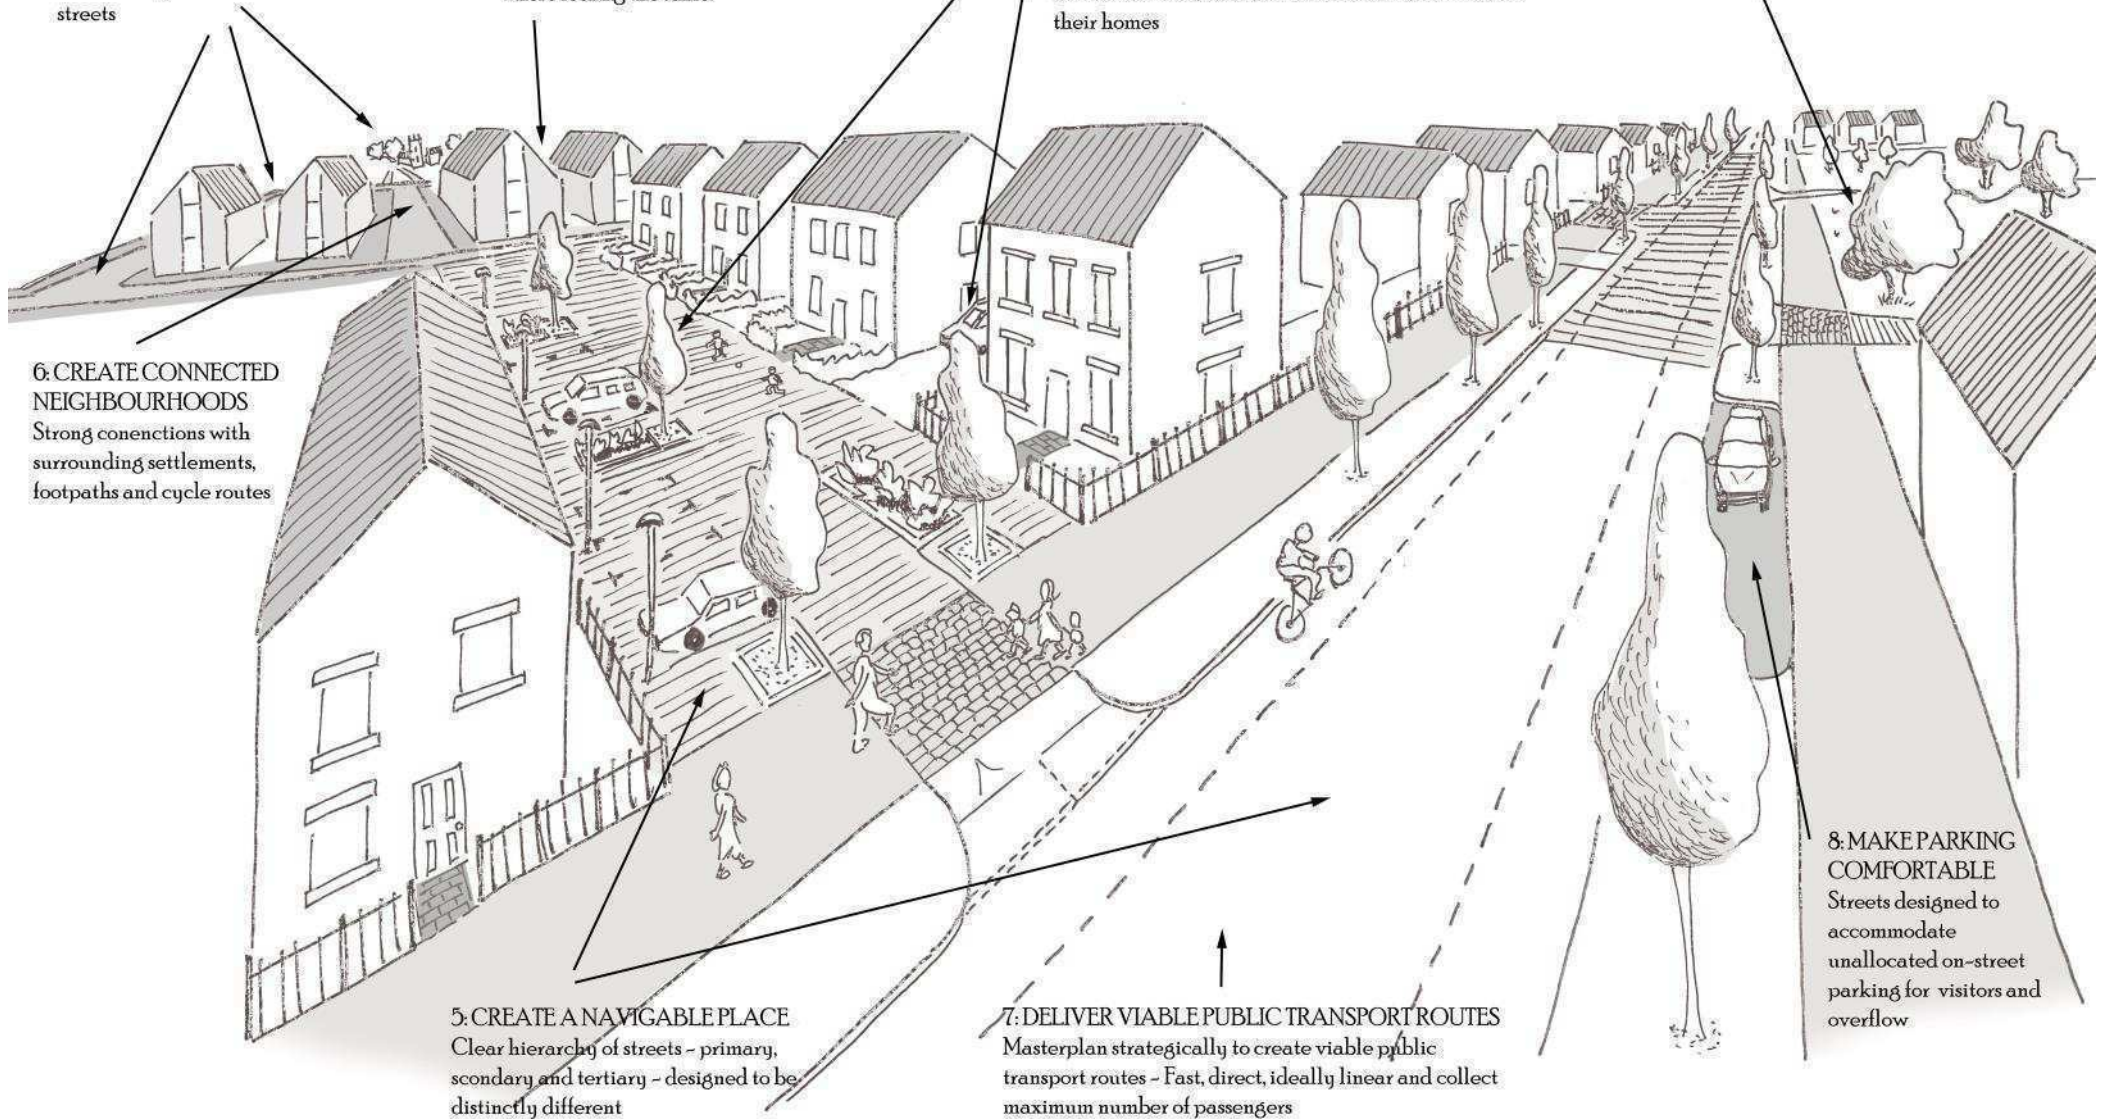 streets
their homes
6: CREATE CONNECTED
NEIGHBOURHOODS
Strong conenctions with
surrounding settlements,
footpaths and cycle routes
5: CREATE A NAVIGABLE PLACE
Clear hierarchy of streets - primary,
scondary and tertiary - designed to be
distinctly different
7: DELIVER VIABLE PUBLIC TRANSPORT ROUTES
Masterplan strategically to create viable public
transport routes - Fast, direct, ideally linear and collect
maximum number of passengers
8: MAKE PARKING
COMFORTABLE
Streets designed to
accommodate
unallocated on-street
parking for visitors and
overflow